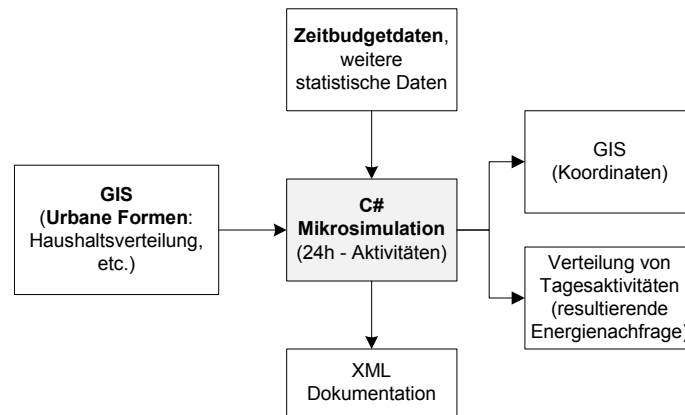 Zeitbudgetdaten,
weitere
statistische Daten
GIS
(Urbane Formen:
Haushaltsverteilung,
etc.)
C#
Mikrosimulation
(24h - Aktivitäten)
GIS
(Koordinaten)
Verteilung von
Tagesaktivitäten
(resultierende
Energienachfrage)
XML
Dokumentation